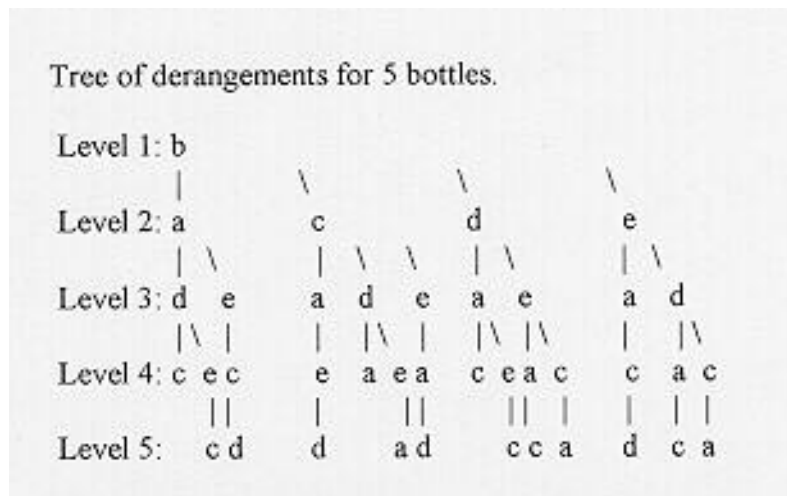 Tree of derangements for 5 bottles.
Level 1: b
| \ \ \
Level 2: a c d e
| \ | \ \ | \ | \
Level 3: d e a d e a e a d
|\ | | |\ | |\ |\ | |\
Level 4: c e c e a e a c e a c c a c
|| | || || | | | |
Level 5: c d d a d c c a d c a